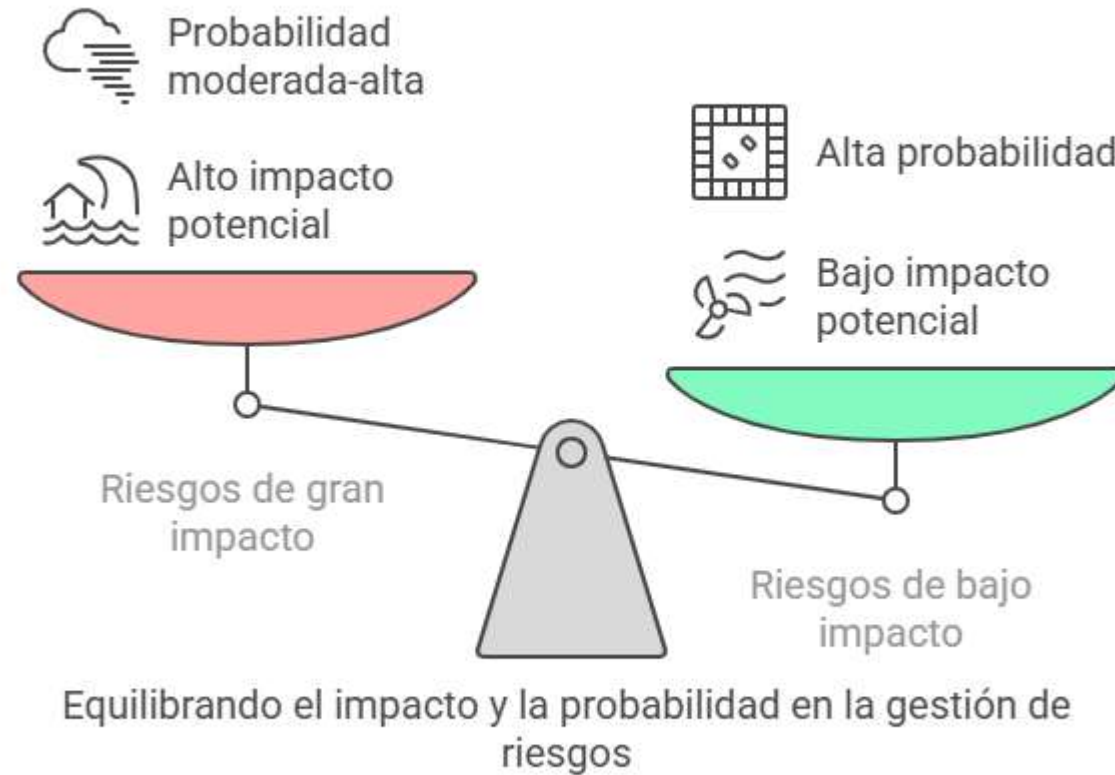 Probabilidad
moderada-alta
Alto impacto
potencial
Alta probabilidad
Bajo impacto
potencial
Riesgos de gran
impacto
Riesgos de bajo
impacto
Equilibrando el impacto y la probabilidad en la gestión de
riesgos